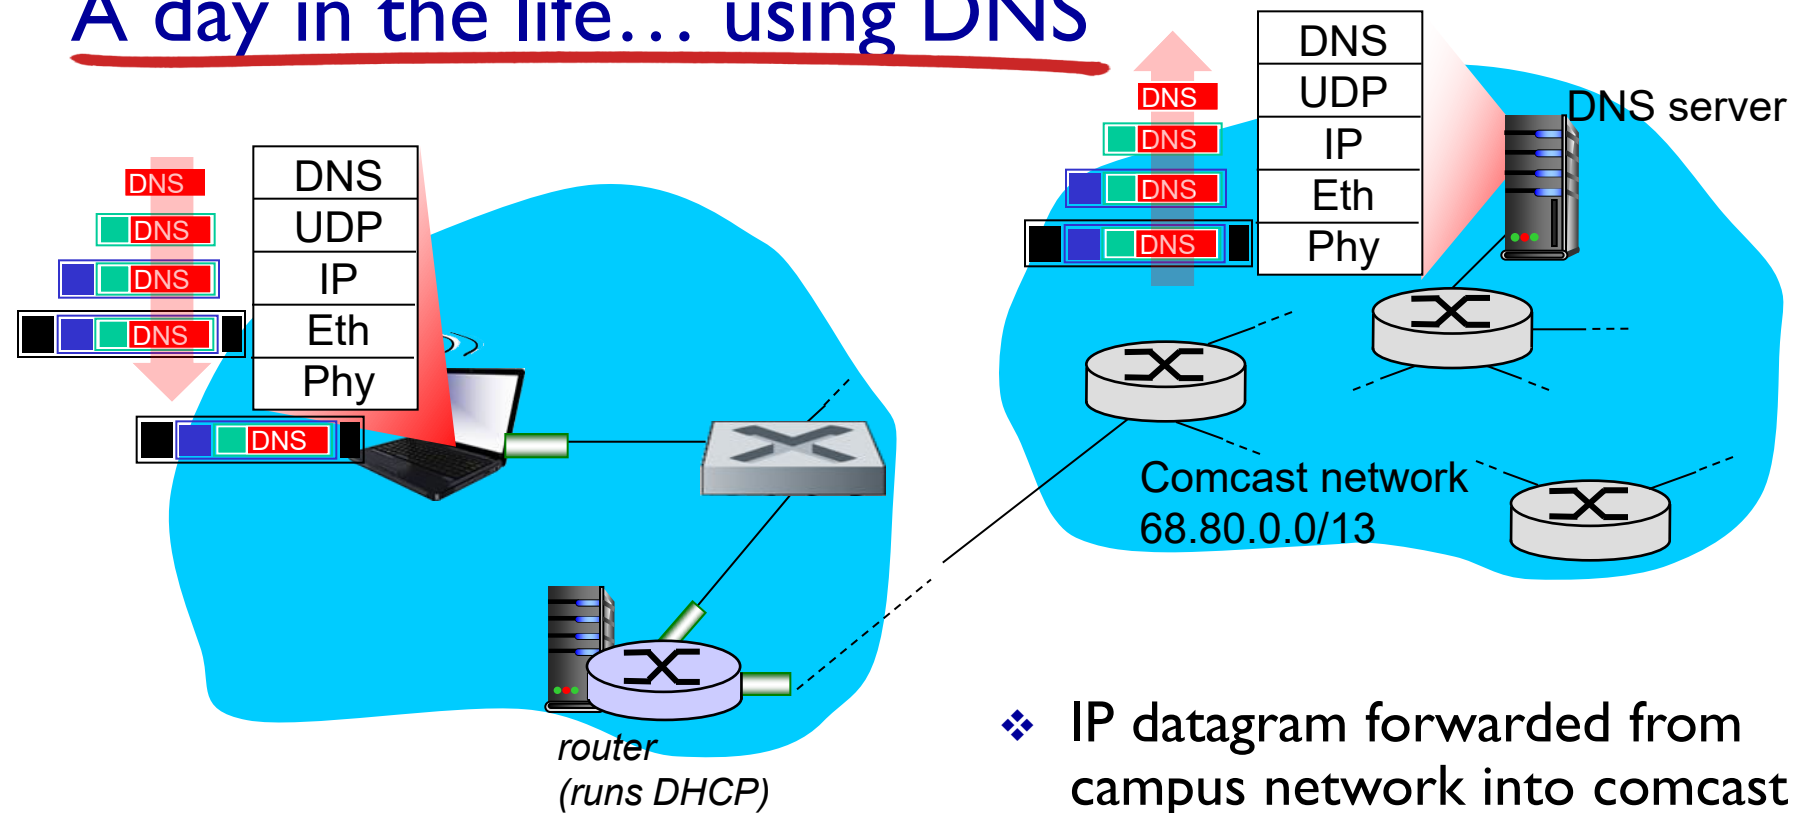 A day in the life… using DNS
DNS
UDP
IP
Eth
Phy
DNS
DNS
DNS
DNS
DNS
DNS
DNS
DNS
DNS
DNS
UDP
IP
Eth
Phy
DNS server
Comcast network
68.80.0.0/13
router
(runs DHCP)
❖ IP datagram forwarded from
campus network into comcast